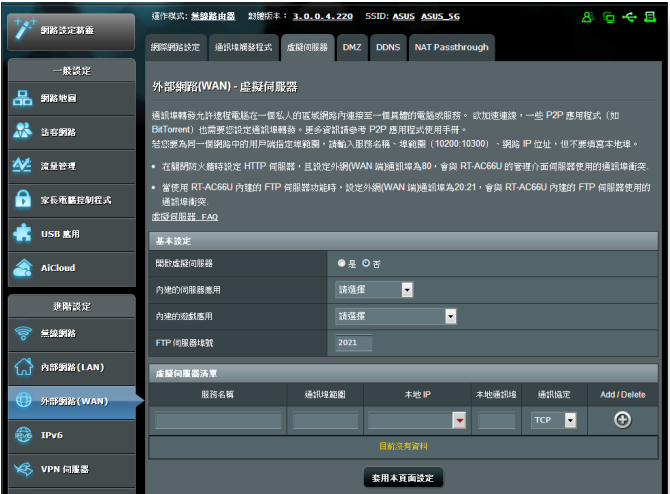 運作模式: 無線路由器 韌體版本: 3.0.0.4.220 SSID: ASUS ASUS_5G
網路設定精靈
一般設定
網路地圖
訪客網路
流量管理
家長電腦控制程式
USB 應用
AiCloud
進階設定
無線網路
內部網路(LAN)
外部網路(WAN)
IPv6
VPN 伺服器
網際網路設定 通訊埠觸發程式 虛擬伺服器 DMZ DDNS NAT Passthrough
外部網路(WAN) - 虛擬伺服器
通訊埠轉發允許遠程電腦在一個私人的區域網路內連接至一個具體的電腦或服務。 欲加速連線，一些 P2P 應用程式（如
BitTorrent）也需要您設定通訊埠轉發。更多資訊請參考 P2P 應用程式使用手冊。
若您要為同一個網路中的用戶端指定埠範圍，請輸入服務名稱、埠範圍（10200:10300）、網路 IP 位址，但不要填寫本地埠。
• 在關閉防火牆時設定 HTTP 伺服器，且設定外網(WAN 端)通訊埠為80，會與 RT-AC66U 的管理介面伺服器使用的通訊埠衝突.
• 當使用 RT-AC66U 內建的 FTP 伺服器功能時，設定外網(WAN 端)通訊埠為20:21，會與 RT-AC66U 內建的 FTP 伺服器使用的
通訊埠衝突.
虛擬伺服器 FAQ
基本設定
開啟虛擬伺服器 是 否
內建的伺服器應用 請選擇
內建的遊戲應用 請選擇
FTP 伺服器埠號 2021
虛擬伺服器清單
服務名稱 通訊埠範圍 本地 IP 本地通訊埠 通訊協定 Add / Delete
TCP
目前沒有資料
套用本頁面設定